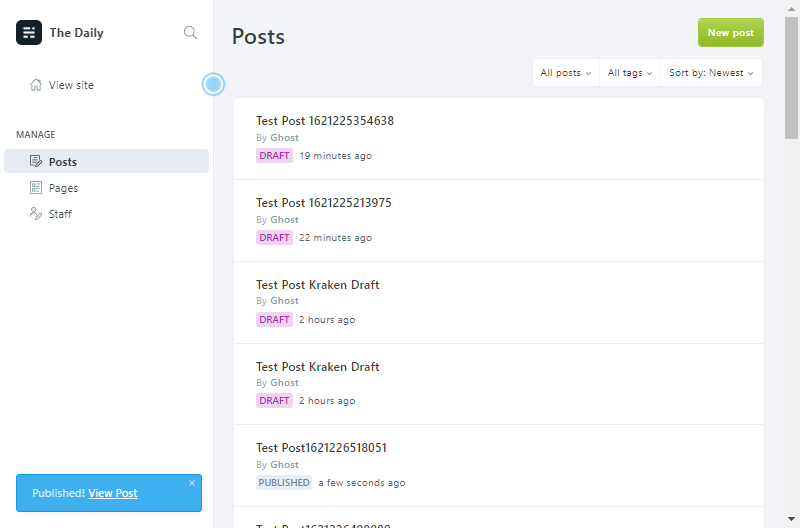 The Daily
View site
MANAGE
Posts
Pages
Staff
Published! View Post
Posts
New post
All posts
All tags
Sort by: Newest
Test Post 1621225354638
By Ghost
DRAFT 19 minutes ago
Test Post 1621225213975
By Ghost
DRAFT 22 minutes ago
Test Post Kraken Draft
By Ghost
DRAFT 2 hours ago
Test Post Kraken Draft
By Ghost
DRAFT 2 hours ago
Test Post1621226518051
By Ghost
PUBLISHED a few seconds ago